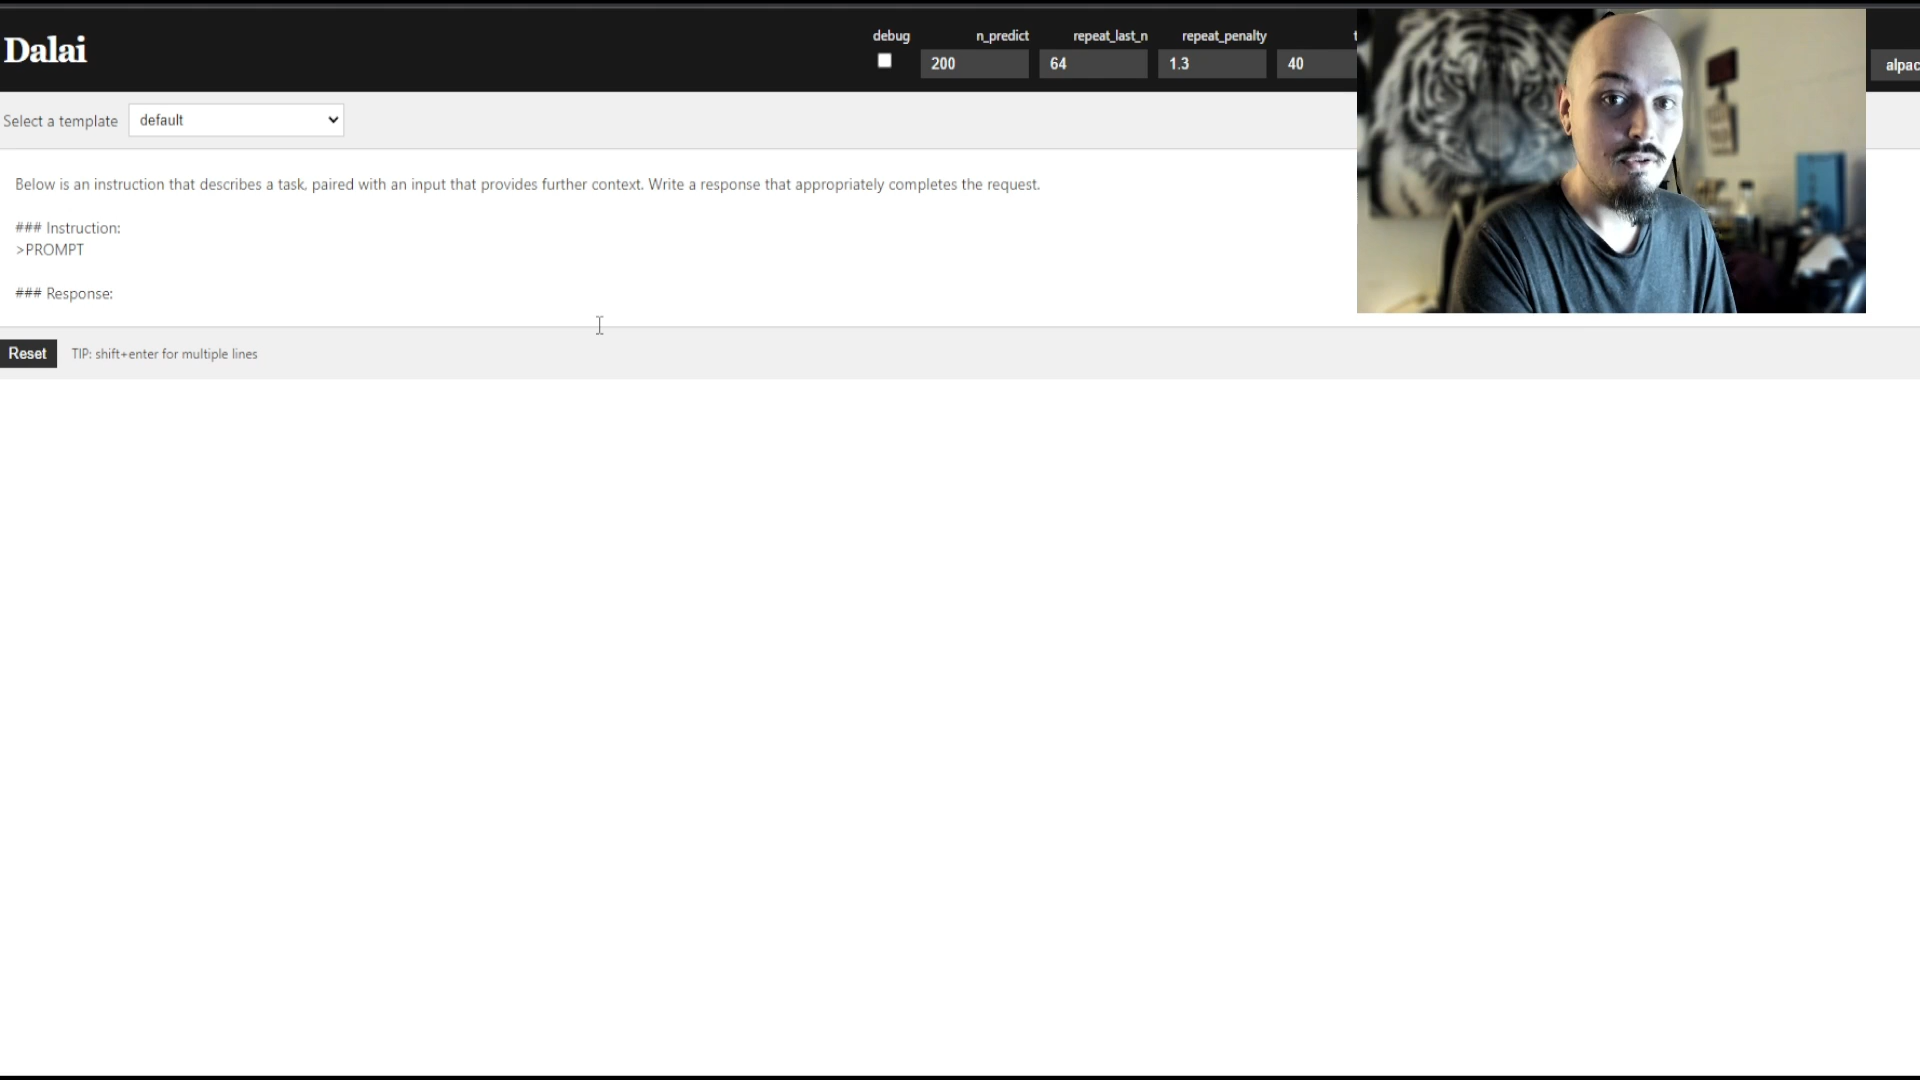 Dalai
debug
n_predict
repeat_last_n
repeat_penalty
200
64
1.3
40
alpac
Select a template
default
Below is an instruction that describes a task, paired with an input that provides further context. Write a response that appropriately completes the request.
### Instruction:
>PROMPT
### Response:
Reset
TIP: shift+enter for multiple lines